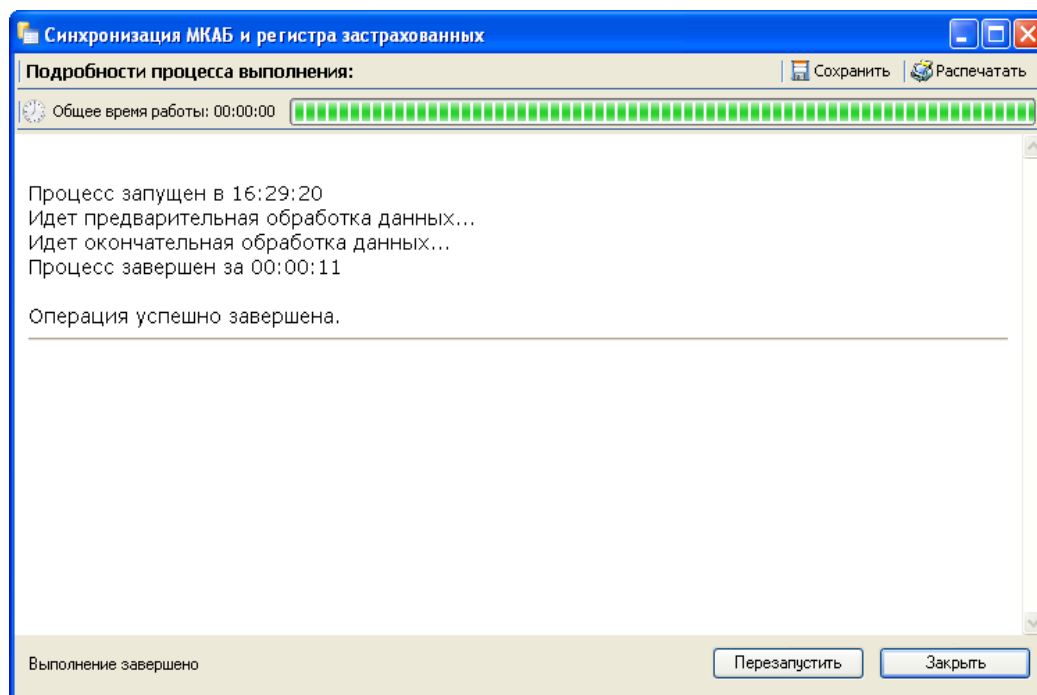 Синхронизация МКАБ и регистра застрахованных
Подробности процесса выполнения: Сохранить Распечатать
Общее время работы: 00:00:00
Процесс запущен в 16:29:20
Идет предварительная обработка данных...
Идет окончательная обработка данных...
Процесс завершен за 00:00:11
Операция успешно завершена.
Выполнение завершено Перезапустить Закрыть